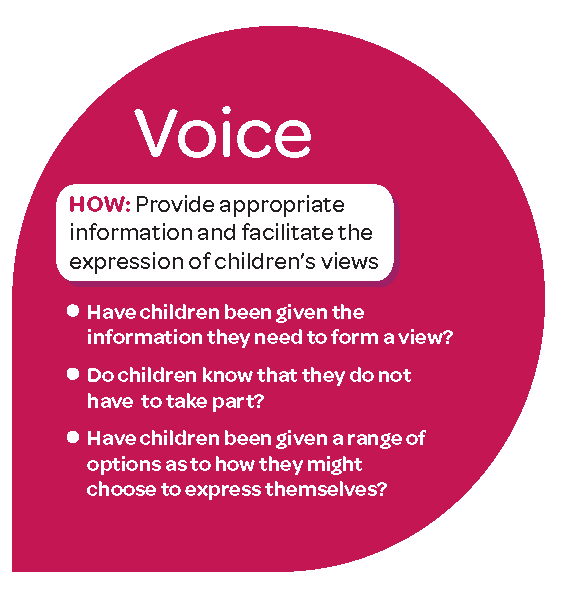 Voice
HOW: Provide appropriate
information and facilitate the
expression of children's views
● Have children been given the
information they need to form a view?
● Do children know that they do not
have to take part?
● Have children been given a range of
options as to how they might
choose to express themselves?